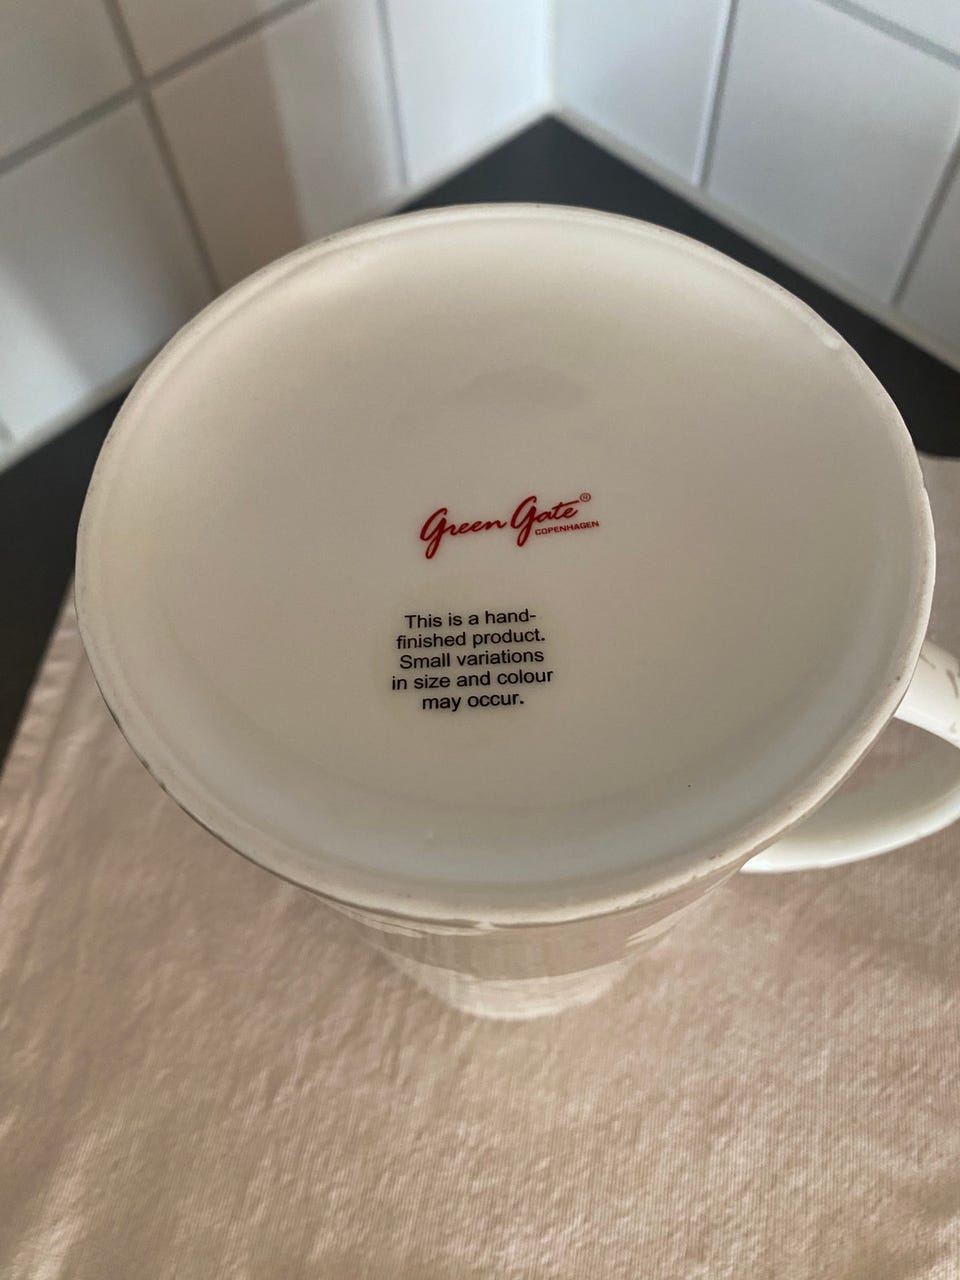 Green Gate®
COPENHAGEN
This is a hand-
finished product.
Small variations
in size and colour
may occur.